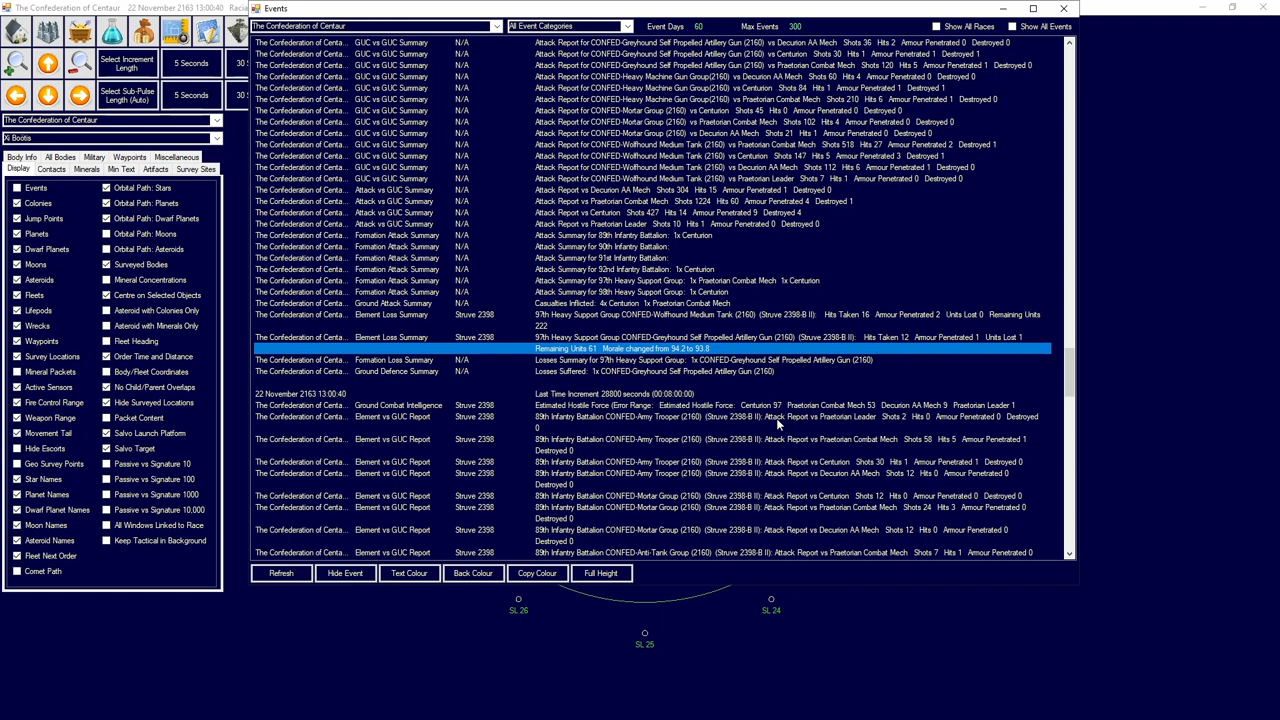 The Confederation of Centaur    22 November 2163 13:00:40    Racia
Events
The Confederation of Centaur    All Event Categories    Event Days    60    Max Events    300    Show All Races    Show All Events
Select Increment Length    5 Seconds    30 S
Select Sub-Pulse Length (Auto)    5 Seconds    30
The Confederation of Centaur
Xi Bootis
Body Info    All Bodies    Military    Waypoints    Miscellaneous
Display    Contacts    Minerals    Min Text    Artifacts    Survey Sites
Events    Orbital Path: Stars
Colonies    Orbital Path: Planets
Jump Points    Orbital Path: Dwarf Planets
Planets    Orbital Path: Moons
Dwarf Planets    Orbital Path: Asteroids
Moons    Surveyed Bodies
Asteroids    Mineral Concentrations
Fleets    Centre on Selected Objects
Lifepods    Asteroid with Colonies Only
Wrecks    Asteroid with Minerals Only
Waypoints    Fleet Heading
Survey Locations    Order Time and Distance
Mineral Packets    Body/Fleet Coordinates
Active Sensors    No Child/Parent Overlaps
Fire Control Range    Hide Surveyed Locations
Weapon Range    Packet Content
Movement Tail    Salvo Launch Platform
Hide Escorts    Salvo Target
Geo Survey Points    Passive vs Signature 10
Star Names    Passive vs Signature 100
Planet Names    Passive vs Signature 1000
Dwarf Planet Names    Passive vs Signature 10,000
Moon Names    All Windows Linked to Race
Asteroid Names    Keep Tactical in Background
Fleet Next Order
Comet Path
The Confederation of Centa...    GUC vs GUC Summary    N/A    Attack Report for CONFED-Greyhound Self Propelled Artillery Gun (2160) vs Decurion AA Mech   Shots 36   Hits 2   Armour Penetrated 0   Destroyed 0
The Confederation of Centa...    GUC vs GUC Summary    N/A    Attack Report for CONFED-Greyhound Self Propelled Artillery Gun (2160) vs Centurion   Shots 30   Hits 1   Armour Penetrated 1   Destroyed 1
The Confederation of Centa...    GUC vs GUC Summary    N/A    Attack Report for CONFED-Greyhound Self Propelled Artillery Gun (2160) vs Praetorian Combat Mech   Shots 120   Hits 5   Armour Penetrated 1   Destroyed 0
The Confederation of Centa...    GUC vs GUC Summary    N/A    Attack Report for CONFED-Heavy Machine Gun Group(2160)   vs Decurion AA Mech   Shots 60   Hits 4   Armour Penetrated 0   Destroyed 0
The Confederation of Centa...    GUC vs GUC Summary    N/A    Attack Report for CONFED-Heavy Machine Gun Group(2160)   vs Centurion   Shots 84   Hits 1   Armour Penetrated 1   Destroyed 1
The Confederation of Centa...    GUC vs GUC Summary    N/A    Attack Report for CONFED-Heavy Machine Gun Group(2160)   vs Praetorian Combat Mech   Shots 210   Hits 6   Armour Penetrated 1   Destroyed 0
The Confederation of Centa...    GUC vs GUC Summary    N/A    Attack Report for CONFED-Mortar Group (2160) vs Centurion   Shots 45   Hits 0   Armour Penetrated 0   Destroyed 0
The Confederation of Centa...    GUC vs GUC Summary    N/A    Attack Report for CONFED-Mortar Group (2160) vs Praetorian Combat Mech   Shots 102   Hits 4   Armour Penetrated 0   Destroyed 0
The Confederation of Centa...    GUC vs GUC Summary    N/A    Attack Report for CONFED-Mortar Group (2160) vs Decurion AA Mech   Shots 21   Hits 1   Armour Penetrated 0   Destroyed 0
The Confederation of Centa...    GUC vs GUC Summary    N/A    Attack Report for CONFED-Wolfhound Medium Tank (2160) vs Praetorian Combat Mech   Shots 518   Hits 27   Armour Penetrated 2   Destroyed 1
The Confederation of Centa...    GUC vs GUC Summary    N/A    Attack Report for CONFED-Wolfhound Medium Tank (2160) vs Centurion   Shots 147   Hits 5   Armour Penetrated 3   Destroyed 1
The Confederation of Centa...    GUC vs GUC Summary    N/A    Attack Report for CONFED-Wolfhound Medium Tank (2160) vs Decurion AA Mech   Shots 112   Hits 6   Armour Penetrated 1   Destroyed 0
The Confederation of Centa...    GUC vs GUC Summary    N/A    Attack Report for CONFED-Wolfhound Medium Tank (2160) vs Praetorian Leader   Shots 7   Hits 1   Armour Penetrated 0   Destroyed 0
The Confederation of Centa...    Attack vs GUC Summary    N/A    Attack Report vs Decurion AA Mech   Shots 304   Hits 15   Armour Penetrated 1   Destroyed 0
The Confederation of Centa...    Attack vs GUC Summary    N/A    Attack Report vs Praetorian Combat Mech   Shots 1224   Hits 60   Armour Penetrated 4   Destroyed 1
The Confederation of Centa...    Attack vs GUC Summary    N/A    Attack Report vs Centurion   Shots 427   Hits 14   Armour Penetrated 9   Destroyed 4
The Confederation of Centa...    Attack vs GUC Summary    N/A    Attack Report vs Praetorian Leader   Shots 10   Hits 1   Armour Penetrated 0   Destroyed 0
The Confederation of Centa...    Formation Attack Summary    N/A    Attack Summary for 89th Infantry Battalion:   1x Centurion
The Confederation of Centa...    Formation Attack Summary    N/A    Attack Summary for 90th Infantry Battalion:
The Confederation of Centa...    Formation Attack Summary    N/A    Attack Summary for 91st Infantry Battalion:
The Confederation of Centa...    Formation Attack Summary    N/A    Attack Summary for 92nd Infantry Battalion:   1x Centurion
The Confederation of Centa...    Formation Attack Summary    N/A    Attack Summary for 97th Heavy Support Group:   1x Praetorian Combat Mech   1x Centurion
The Confederation of Centa...    Formation Attack Summary    N/A    Attack Summary for 98th Heavy Support Group:   1x Centurion
The Confederation of Centa...    Ground Attack Summary    N/A    Casualties Inflicted:   4x Centurion   1x Praetorian Combat Mech
The Confederation of Centa...    Element Loss Summary    Struve 2398    97th Heavy Support Group CONFED-Wolfhound Medium Tank (2160) (Struve 2398-B II):   Hits Taken 16   Armour Penetrated 2   Units Lost 0   Remaining Units
222
The Confederation of Centa...    Element Loss Summary    Struve 2398    97th Heavy Support Group CONFED-Greyhound Self Propelled Artillery Gun (2160) (Struve 2398-B II):   Hits Taken 12   Armour Penetrated 1   Units Lost 1
Remaining Units 61   Morale changed from 94.2 to 93.8
The Confederation of Centa...    Formation Loss Summary    N/A    Losses Summary for 97th Heavy Support Group:   1x CONFED-Greyhound Self Propelled Artillery Gun (2160)
The Confederation of Centa...    Ground Defence Summary    N/A    Losses Suffered:   1x CONFED-Greyhound Self Propelled Artillery Gun (2160)
22 November 2163 13:00:40    Last Time Increment 28800 seconds (00:08:00:00)
The Confederation of Centa...    Ground Combat Intelligence    Struve 2398    Estimated Hostile Force (Error Range:   Estimated Hostile Force:   Centurion 97   Praetorian Combat Mech 53   Decurion AA Mech 9   Praetorian Leader 1
The Confederation of Centa...    Element vs GUC Report    Struve 2398    89th Infantry Battalion CONFED-Army Trooper (2160)   (Struve 2398-B II):   Attack Report vs Praetorian Leader   Shots 2   Hits 0   Armour Penetrated 0   Destroyed
0
The Confederation of Centa...    Element vs GUC Report    Struve 2398    89th Infantry Battalion CONFED-Army Trooper (2160)   (Struve 2398-B II):   Attack Report vs Praetorian Combat Mech   Shots 58   Hits 5   Armour Penetrated 1
Destroyed 0
The Confederation of Centa...    Element vs GUC Report    Struve 2398    89th Infantry Battalion CONFED-Army Trooper (2160)   (Struve 2398-B II):   Attack Report vs Centurion   Shots 30   Hits 1   Armour Penetrated 0   Destroyed 0
The Confederation of Centa...    Element vs GUC Report    Struve 2398    89th Infantry Battalion CONFED-Army Trooper (2160)   (Struve 2398-B II):   Attack Report vs Decurion AA Mech   Shots 12   Hits 0   Armour Penetrated 0
Destroyed 0
The Confederation of Centa...    Element vs GUC Report    Struve 2398    89th Infantry Battalion CONFED-Mortar Group (2160)   (Struve 2398-B II):   Attack Report vs Centurion   Shots 12   Hits 0   Armour Penetrated 0   Destroyed 0
The Confederation of Centa...    Element vs GUC Report    Struve 2398    89th Infantry Battalion CONFED-Mortar Group (2160)   (Struve 2398-B II):   Attack Report vs Praetorian Combat Mech   Shots 24   Hits 3   Armour Penetrated 0
Destroyed 0
The Confederation of Centa...    Element vs GUC Report    Struve 2398    89th Infantry Battalion CONFED-Mortar Group (2160)   (Struve 2398-B II):   Attack Report vs Decurion AA Mech   Shots 12   Hits 0   Armour Penetrated 0
Destroyed 0
The Confederation of Centa...    Element vs GUC Report    Struve 2398    89th Infantry Battalion CONFED-Anti-Tank Group (2160)   (Struve 2398-B II):   Attack Report vs Praetorian Combat Mech   Shots 7   Hits 1   Armour Penetrated 0
Refresh    Hide Event    Text Colour    Back Colour    Copy Colour    Full Height
SL 26    SL 24
SL 25